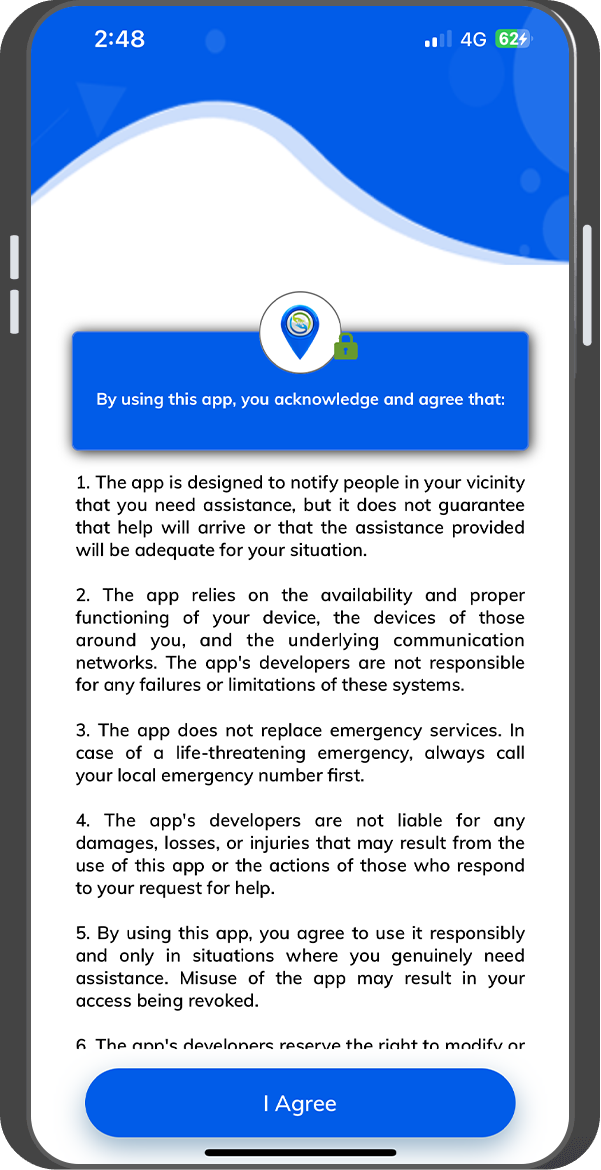 2:48
4G
62
By using this app, you acknowledge and agree that:
1. The app is designed to notify people in your vicinity
that you need assistance, but it does not guarantee
that help will arrive or that the assistance provided
will be adequate for your situation.
2. The app relies on the availability and proper
functioning of your device, the devices of those
around you, and the underlying communication
networks. The app's developers are not responsible
for any failures or limitations of these systems.
3. The app does not replace emergency services. In
case of a life-threatening emergency, always call
your local emergency number first.
4. The app's developers are not liable for any
damages, losses, or injuries that may result from the
use of this app or the actions of those who respond
to your request for help.
5. By using this app, you agree to use it responsibly
and only in situations where you genuinely need
assistance. Misuse of the app may result in your
access being revoked.
6. The app's developers reserve the right to modify or
I Agree